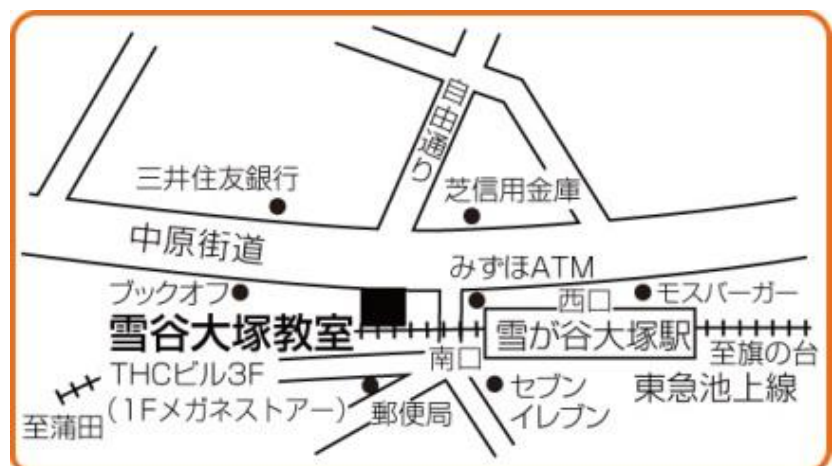 自由通り
三井住友銀行
芝信用金庫
中原街道
みずほATM
ブックオフ
西口
モスバーガー
雪谷大塚教室
雪が谷大塚駅
南口
至旗の台
THCビル3F
(1Fメガネストアー)
郵便局
セブン
イレブン
東急池上線
至蒲田